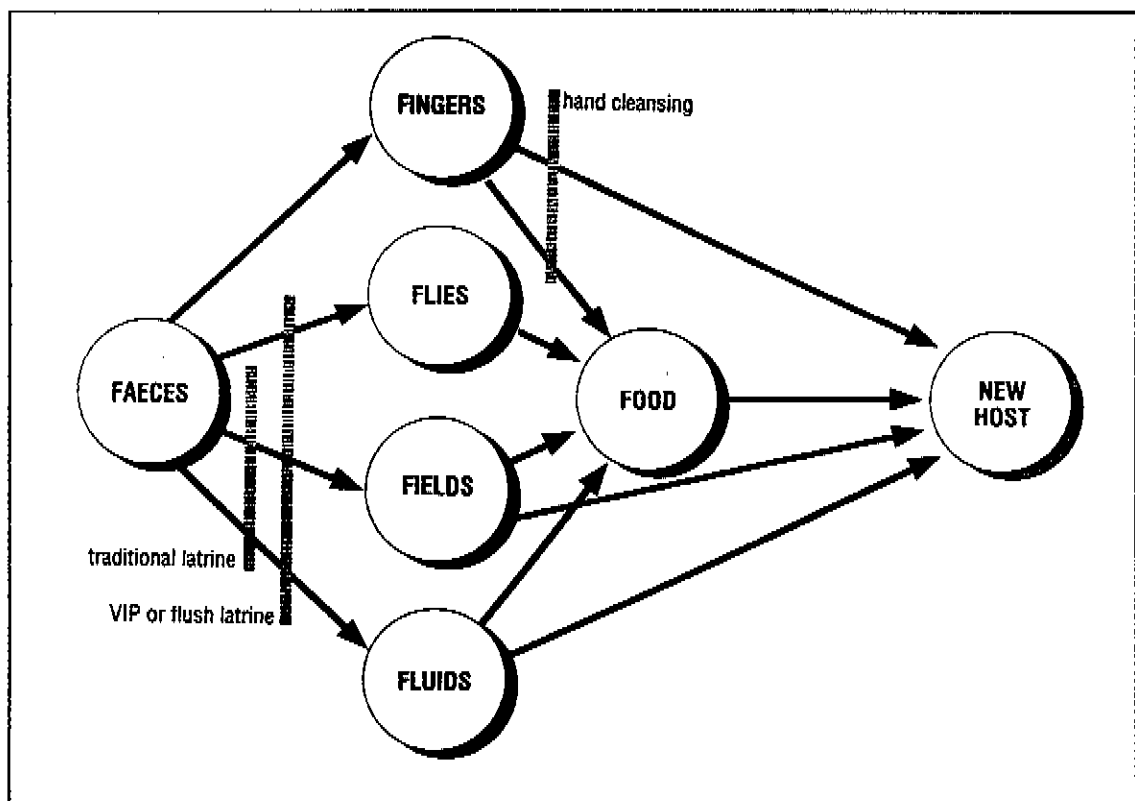 FINGERS
hand cleansing
FLIES
FAECES
FOOD
NEW
HOST
FIELDS
traditional latrine
VIP or flush latrine
FLUIDS